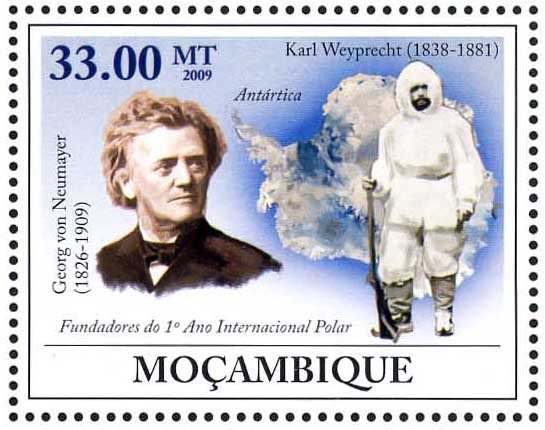 33.00 MT
2009
Karl Weyprecht (1838-1881)
Antártica
Georg von Neumayer
(1826-1909)
Fundadores do 1º Ano Internacional Polar
MOÇAMBIQUE